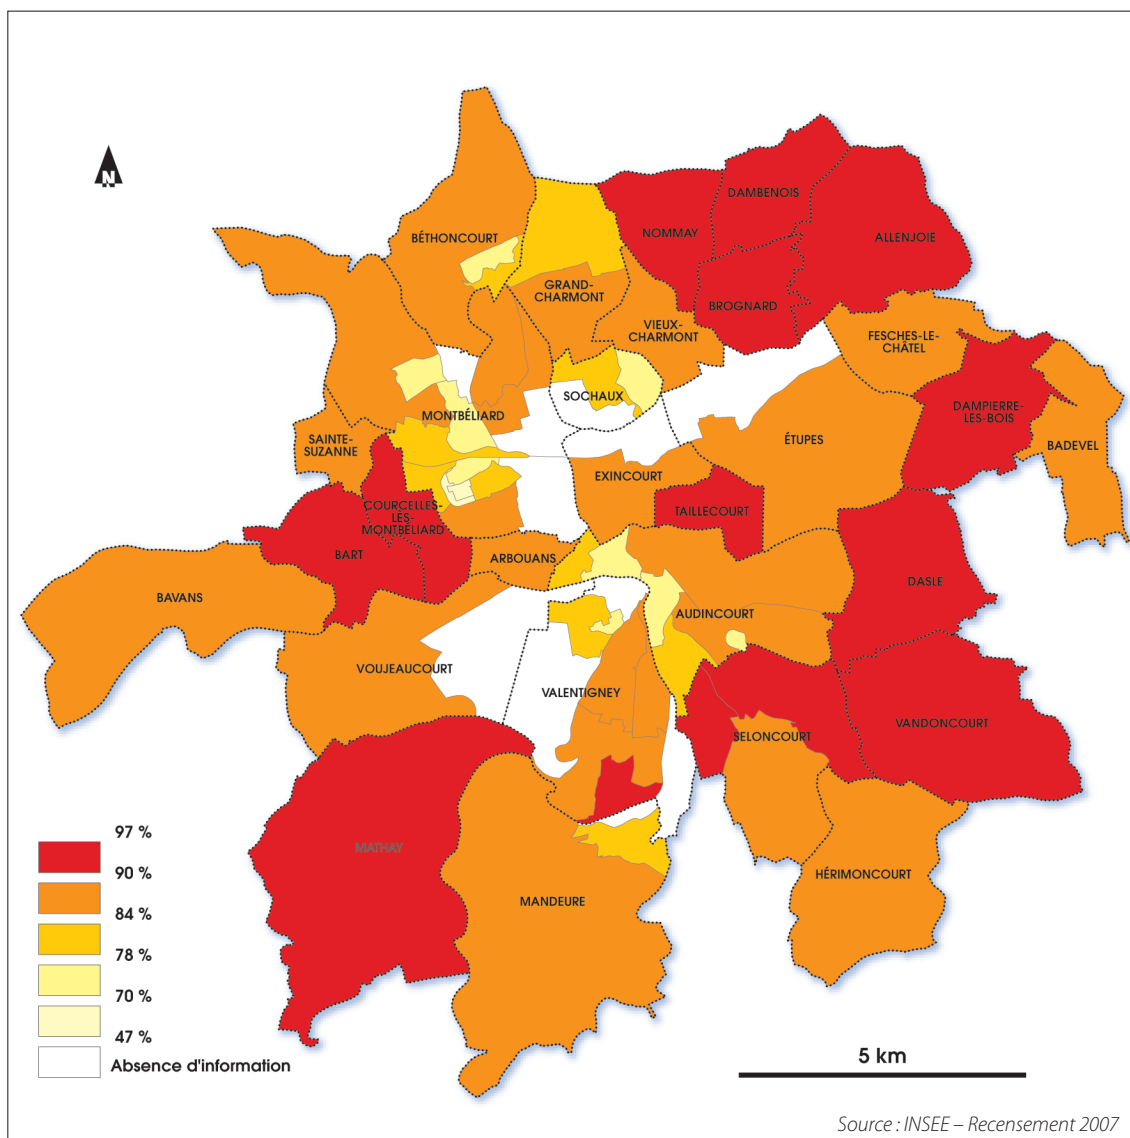 N
DAMBENOIS
NOMMAY
ALLENJOIE
BÉTHONCOURT
GRAND-
CHARMONT
BROGNARD
VIEUX-
CHARMONT
FESCHES-LE-
CHÂTEL
SOCHAUX
MONTBÉLIARD
DAMPIERRE-
LES-BOIS
SAINTE-
SUZANNE
ÉTUPES
BADEVEL
EXINCOURT
COURCELLES-
LÈS-
MONTBÉLIARD
TAILLECOURT
BART
ARBOUANS
DASLE
BAVANS
AUDINCOURT
VOUJEAUCOURT
VALENTIGNEY
VANDONCOURT
SELONCOURT
MATHAY
HÉRIMONCOURT
MANDEURE
97 %
90 %
84 %
78 %
70 %
47 %
Absence d'information
5 km
Source : INSEE – Recensement 2007